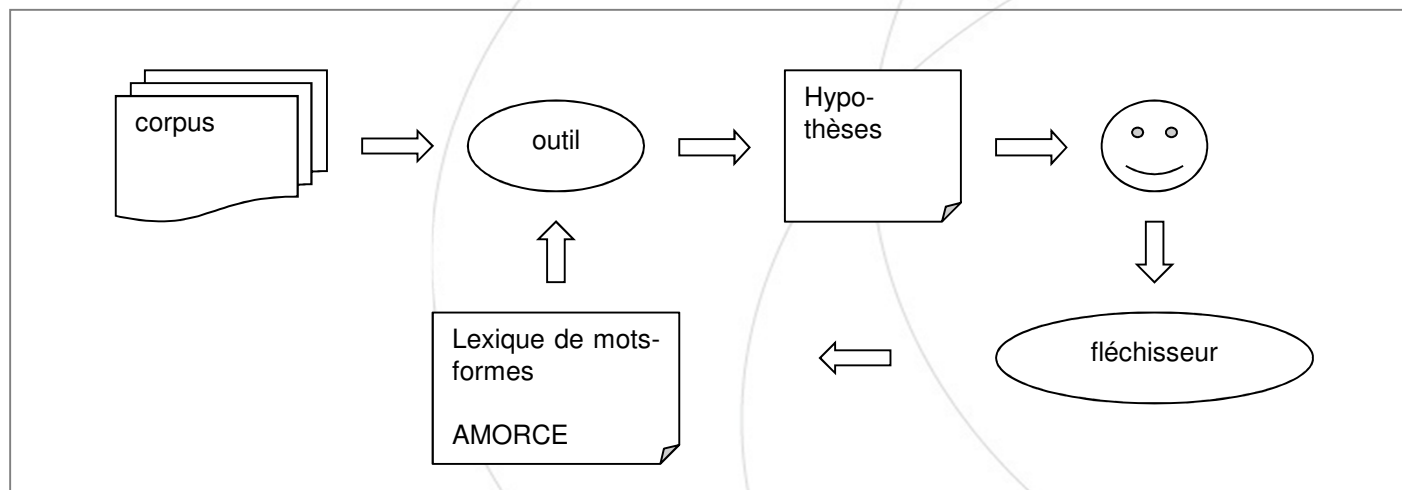 corpus
outil
Hypo-
thèses
Lexique de mots-
formes
AMORCE
fléchisseur